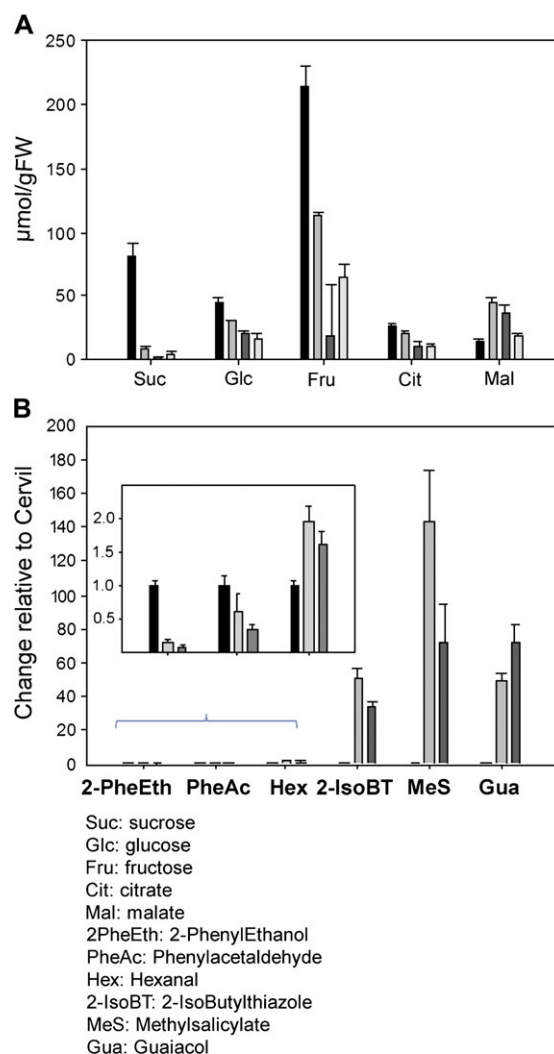 A
µmol/gFW
250
200
150
100
50
0
Suc Glc Fru Cit Mal
B
Change relative to Cervil
200
180
160
140
120
100
80
60
40
20
0
2.0
1.5
1.0
0.5
2-PheEth PheAc Hex 2-IsoBT MeS Gua
Suc: sucrose
Glc: glucose
Fru: fructose
Cit: citrate
Mal: malate
2PheEth: 2-PhenylEthanol
PheAc: Phenylacetaldehyde
Hex: Hexanal
2-IsoBT: 2-IsoButylthiazole
MeS: Methylsalicylate
Gua: Guaiacol